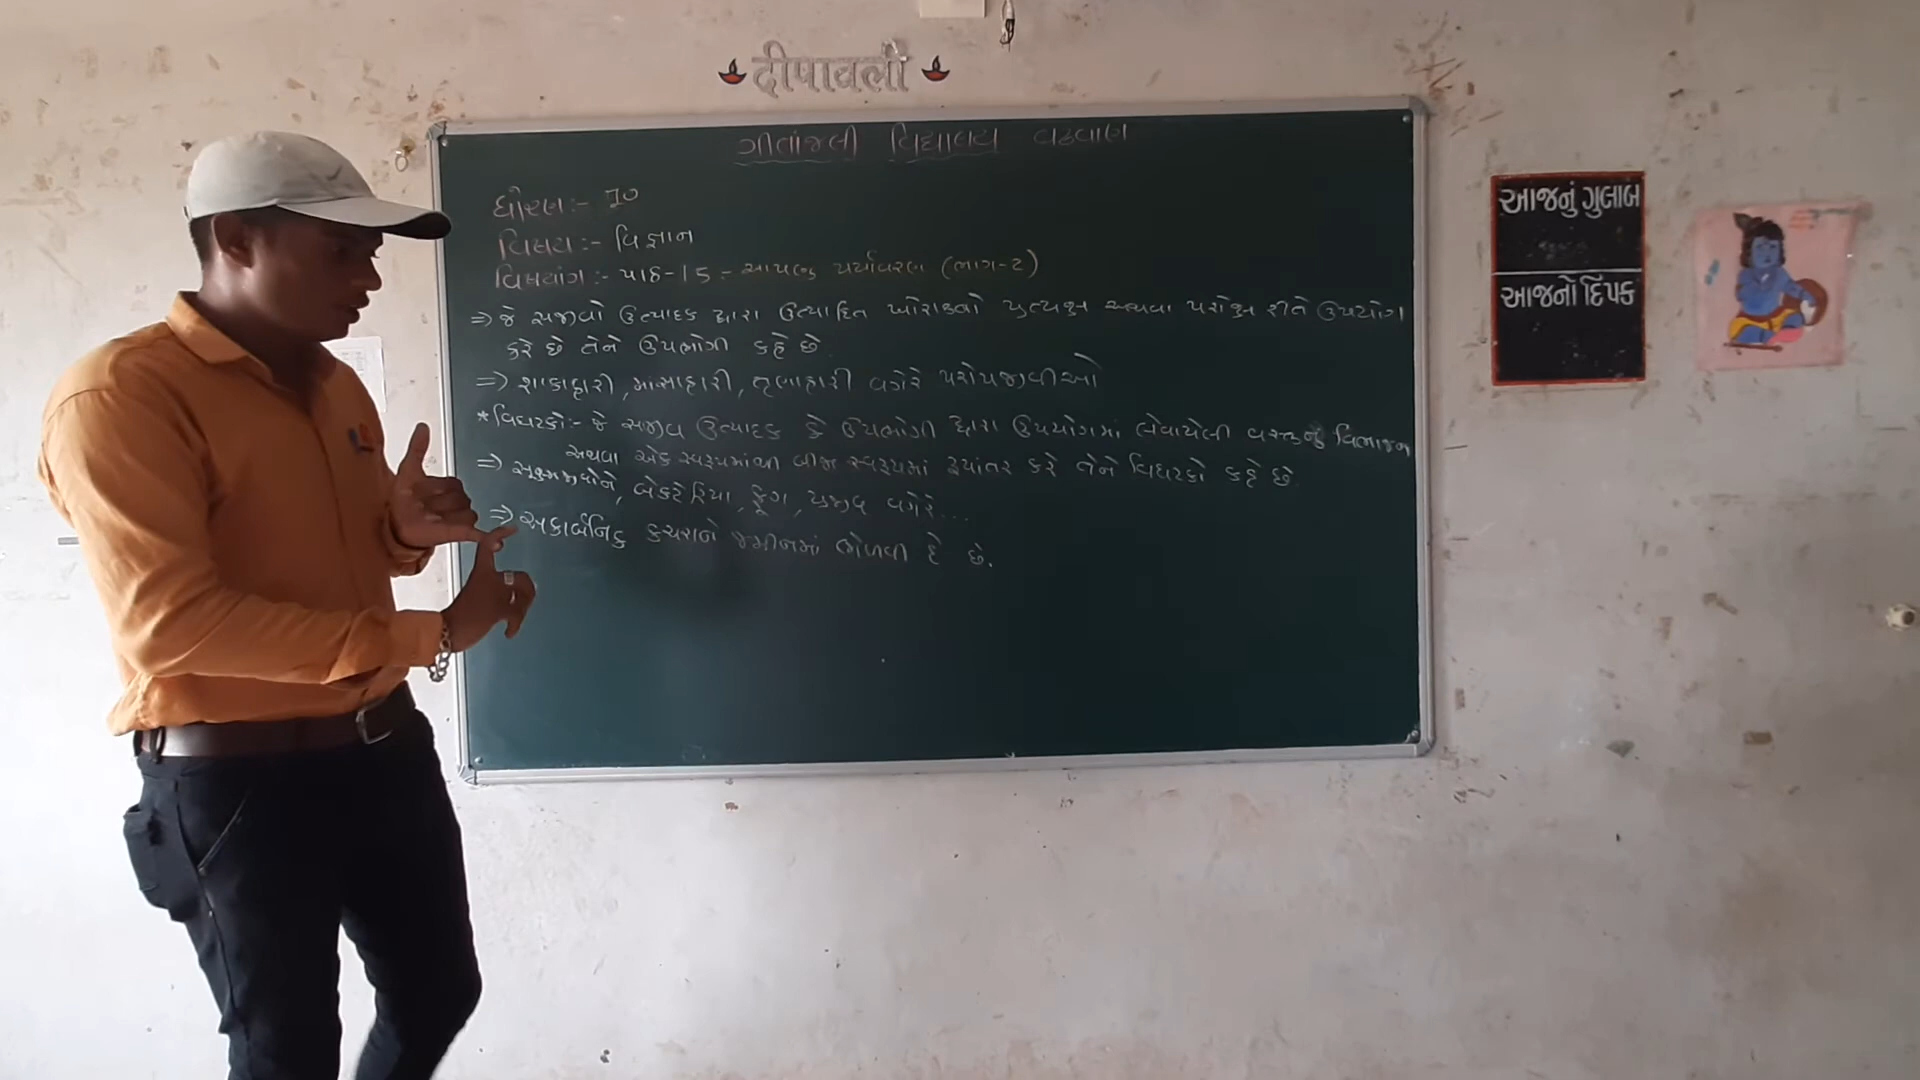 दीपावली
ગીતાંજલી વિદ્યાલય વઢવાણ
ધોરણ :- 10
વિષય :- વિજ્ઞાન
વિષયાંગ :- પાઠ-15 :- આપણુ પર્યાવરણ (ભાગ-2)
⇒ જે સજીવો ઉત્પાદક દ્વારા ઉત્પાદિત ખોરાકનો પ્રત્યક્ષ અથવા પરોક્ષ રીતે ઉપયોગ
કરે છે તેને ઉપભોગી કહે છે.
⇒ શાકાહારી, માંસાહારી, તૃણાહારી વગેરે પરોપજીવીઓ
* વિઘટકો :- જે સજીવ ઉત્પાદક કે ઉપભોગી દ્વારા ઉપયોગમાં લેવાયેલી વસ્તુનું વિભાજન
અથવા એક સ્વરૂપમાંથી બીજા સ્વરૂપમાં રૂપાંતર કરે તેને વિઘટકો કહે છે.
⇒ સૂક્ષ્મજીવોને, બેક્ટેરિયા, ફૂગ, પ્રજીવ વગેરે...
⇒ અકાર્બનિક કચરાને જમીનમાં ભેળવી દે છે.
આજનું ગુલાબ
આજનો દિપક